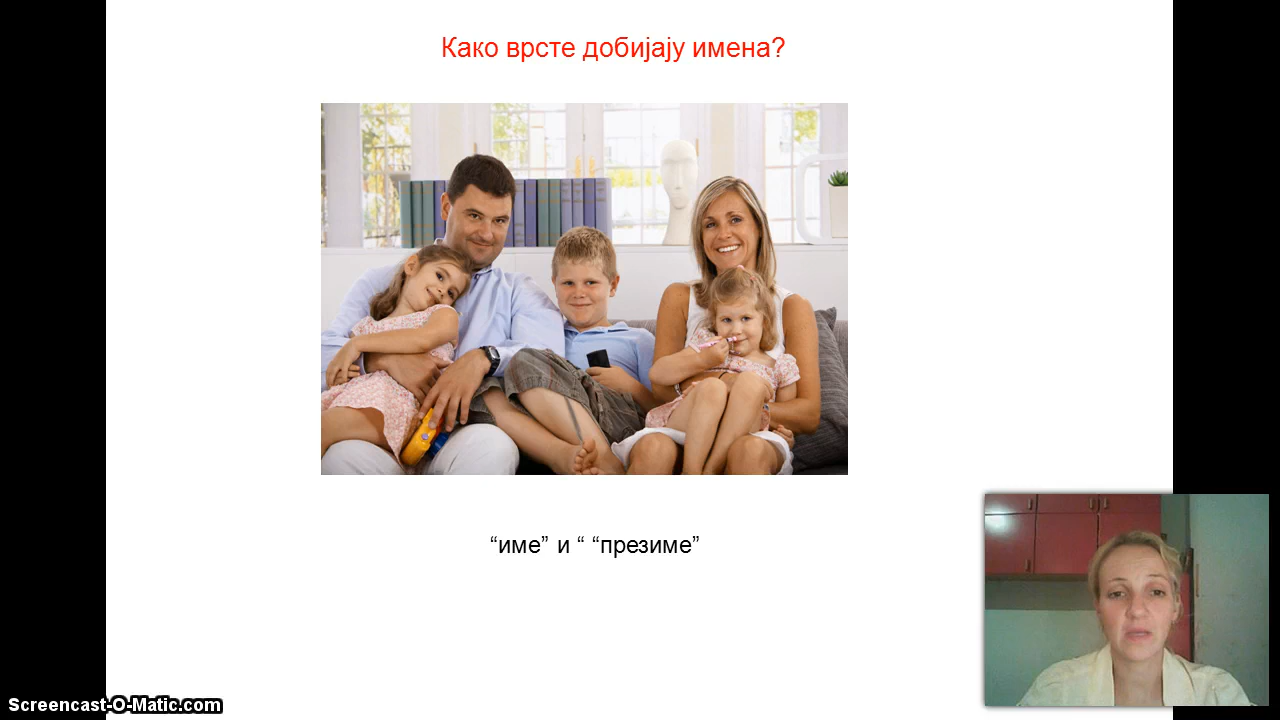 Како врсте добијају имена?
“име” и “ “презиме”
Screencast-O-Matic.com